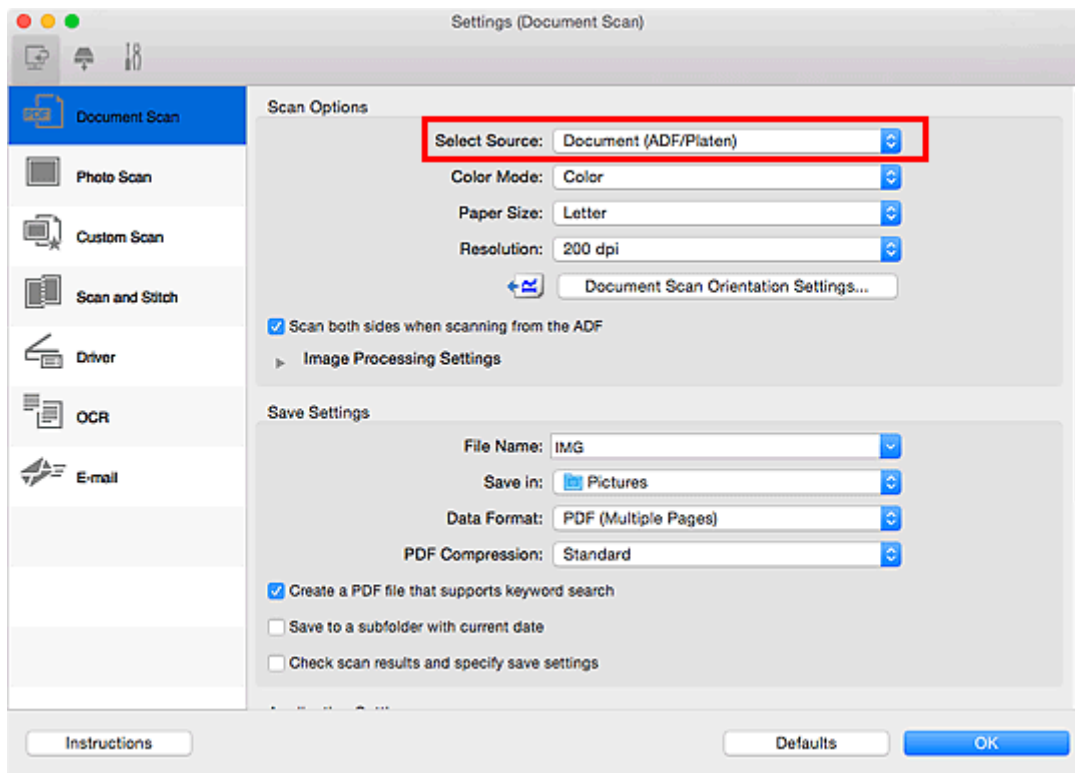 Settings (Document Scan)
PDF
Document Scan
Photo Scan
Custom Scan
Scan and Stitch
Driver
OCR
E-mail
Scan Options
Select Source: Document (ADF/Platen)
Color Mode: Color
Paper Size: Letter
Resolution: 200 dpi
Document Scan Orientation Settings...
Scan both sides when scanning from the ADF
Image Processing Settings
Save Settings
File Name: IMG
Save in: Pictures
Data Format: PDF (Multiple Pages)
PDF Compression: Standard
Create a PDF file that supports keyword search
Save to a subfolder with current date
Check scan results and specify save settings
Instructions
Defaults
OK